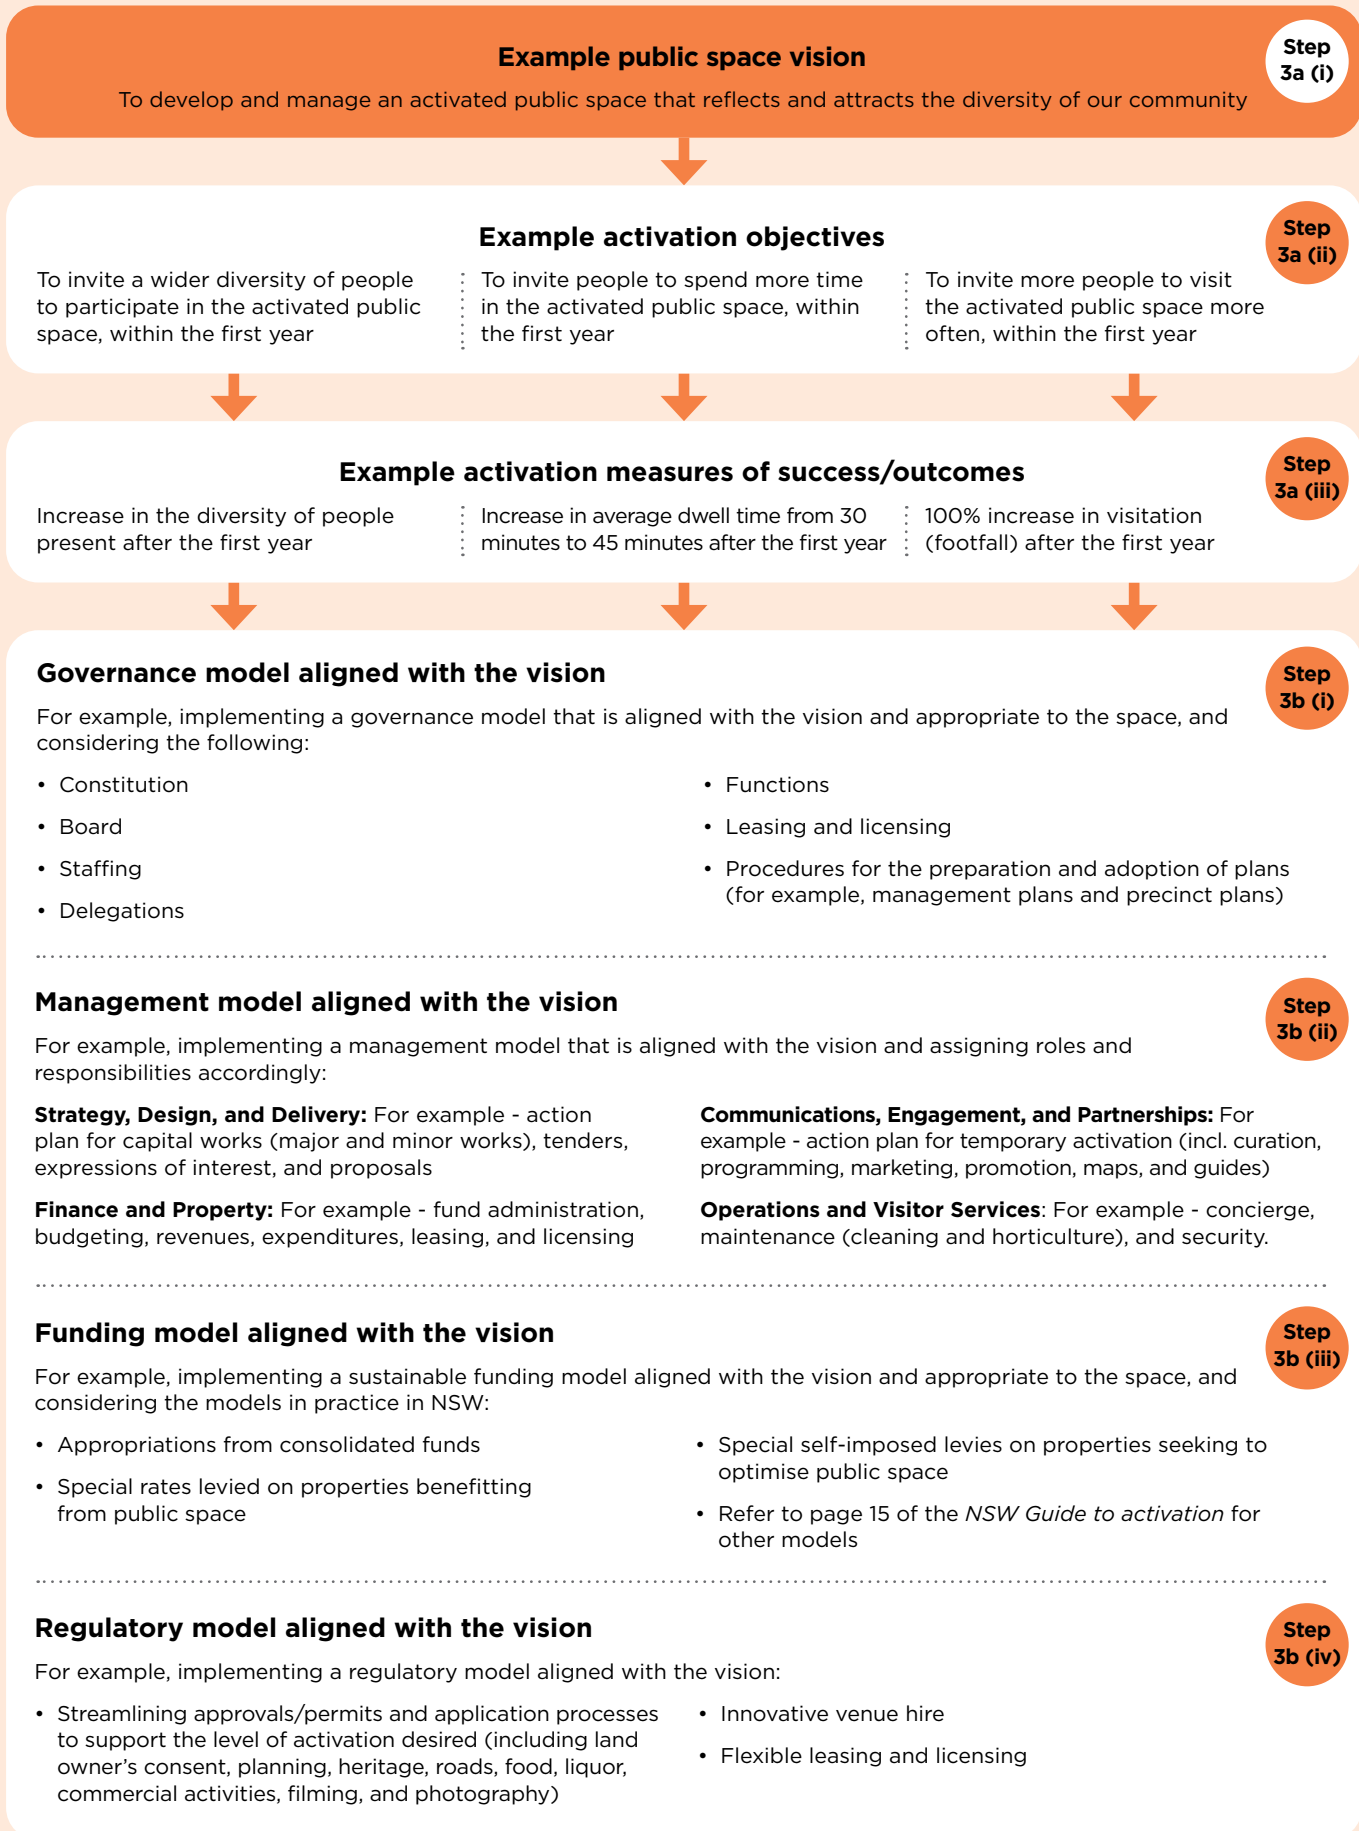 Example public space vision
To develop and manage an activated public space that reflects and attracts the diversity of our community
Step
3a (i)
Example activation objectives
Step
3a (ii)
To invite a wider diversity of people
to participate in the activated public
space, within the first year
To invite people to spend more time
in the activated public space, within
the first year
To invite more people to visit
the activated public space more
often, within the first year
Example activation measures of success/outcomes
Step
3a (iii)
Increase in the diversity of people
present after the first year
Increase in average dwell time from 30
minutes to 45 minutes after the first year
100% increase in visitation
(footfall) after the first year
Governance model aligned with the vision
Step
3b (i)
For example, implementing a governance model that is aligned with the vision and appropriate to the space, and
considering the following:
• Constitution
• Board
• Staffing
• Delegations
• Functions
• Leasing and licensing
• Procedures for the preparation and adoption of plans
(for example, management plans and precinct plans)
Management model aligned with the vision
Step
3b (ii)
For example, implementing a management model that is aligned with the vision and assigning roles and
responsibilities accordingly:
Strategy, Design, and Delivery: For example - action
plan for capital works (major and minor works), tenders,
expressions of interest, and proposals
Finance and Property: For example - fund administration,
budgeting, revenues, expenditures, leasing, and licensing
Communications, Engagement, and Partnerships: For
example - action plan for temporary activation (incl. curation,
programming, marketing, promotion, maps, and guides)
Operations and Visitor Services: For example - concierge,
maintenance (cleaning and horticulture), and security.
Funding model aligned with the vision
Step
3b (iii)
For example, implementing a sustainable funding model aligned with the vision and appropriate to the space, and
considering the models in practice in NSW:
• Appropriations from consolidated funds
• Special rates levied on properties benefitting
from public space
• Special self-imposed levies on properties seeking to
optimise public space
• Refer to page 15 of the NSW Guide to activation for
other models
Regulatory model aligned with the vision
Step
3b (iv)
For example, implementing a regulatory model aligned with the vision:
• Streamlining approvals/permits and application processes
to support the level of activation desired (including land
owner's consent, planning, heritage, roads, food, liquor,
commercial activities, filming, and photography)
• Innovative venue hire
• Flexible leasing and licensing